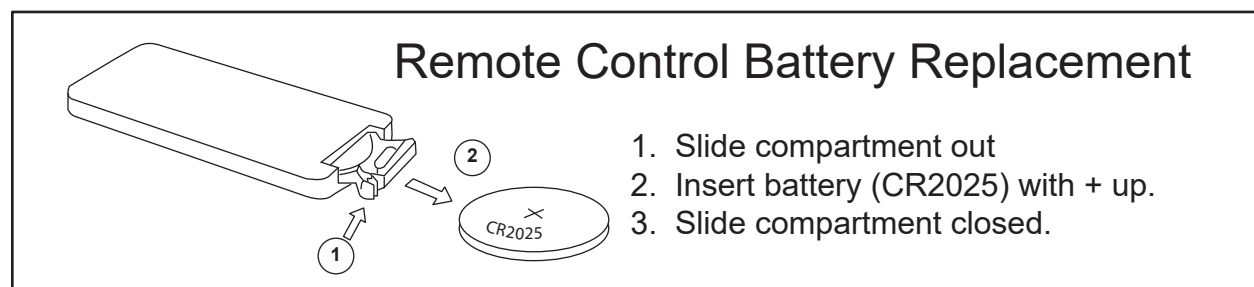 Remote Control Battery Replacement
1. Slide compartment out
2. Insert battery (CR2025) with + up.
3. Slide compartment closed.
2
1
+
CR2025